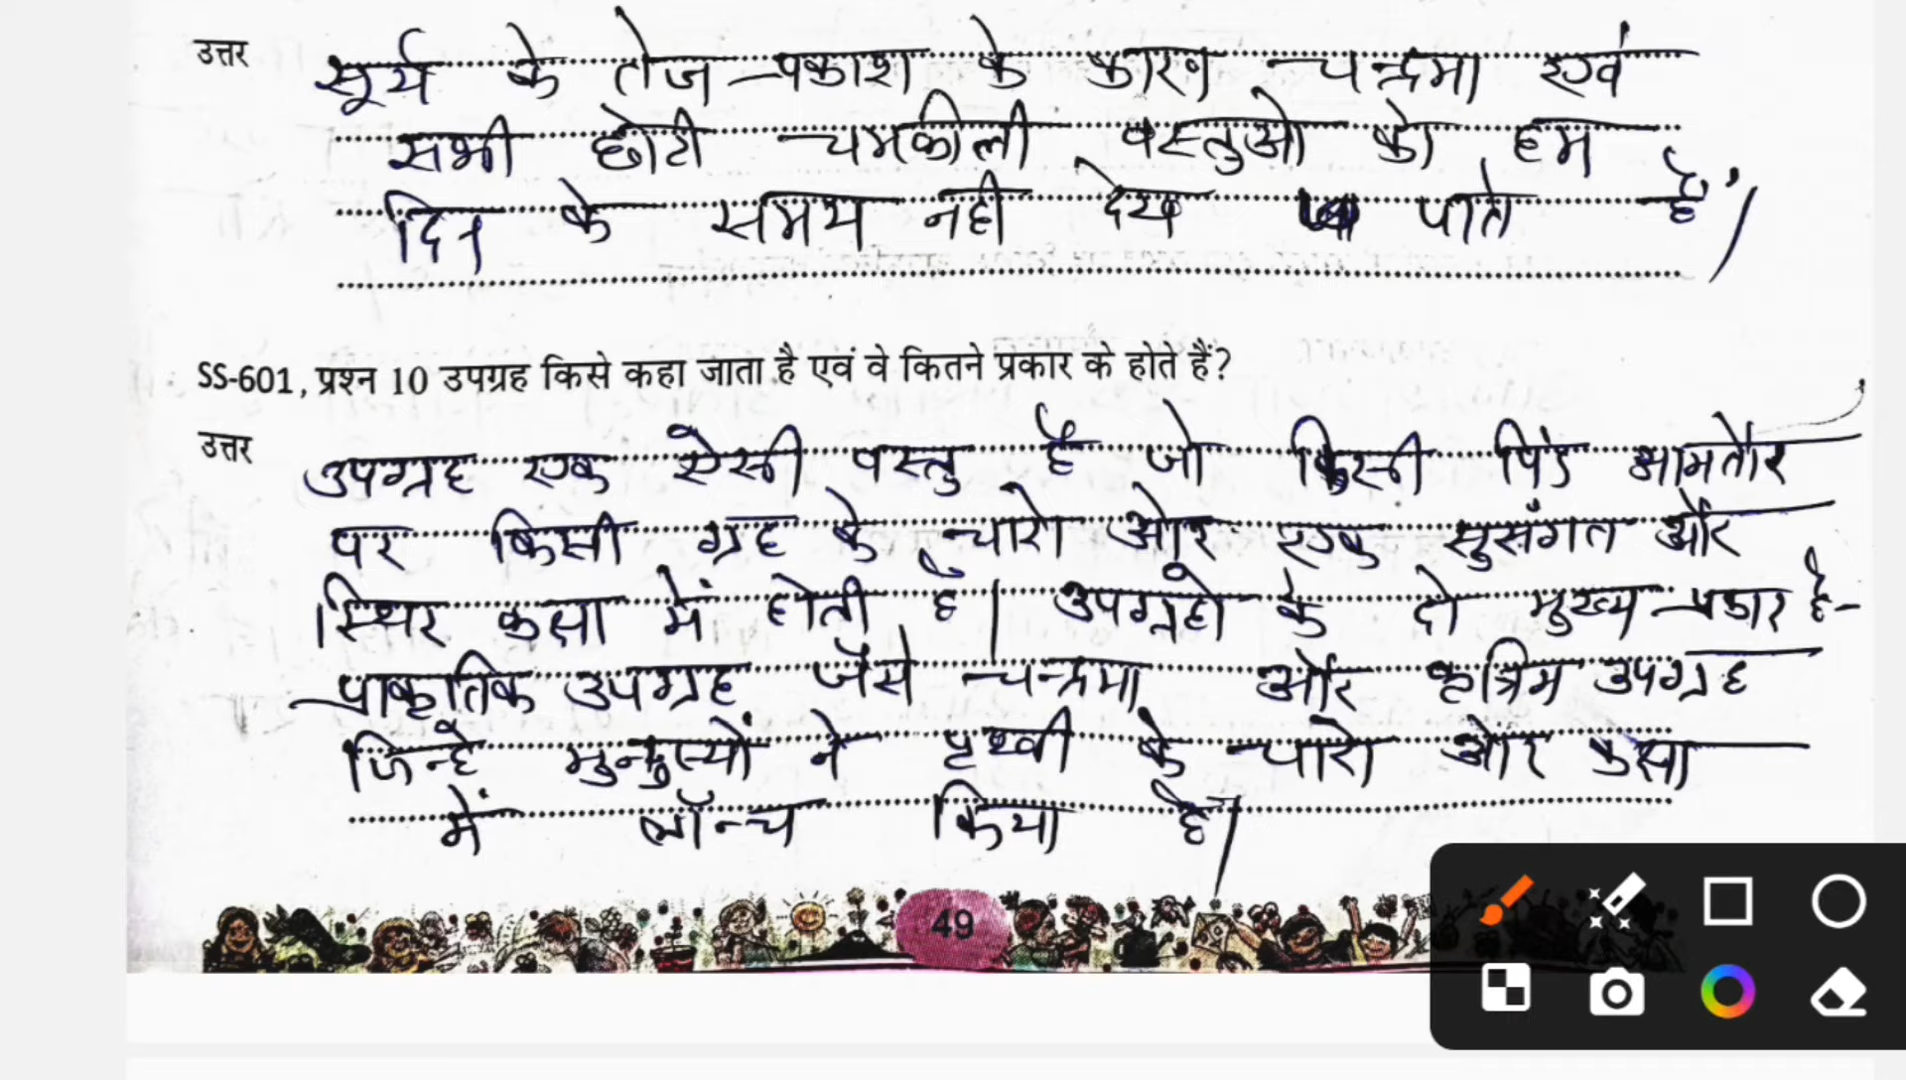 उत्तर
सूर्य के तेज प्रकाश के कारण चन्द्रमा एवं
सभी छोटी चमकीली वस्तुओ को हम
दिन के समय नही देख पाते है।
SS-601, प्रश्न 10 उपग्रह किसे कहा जाता है एवं वे कितने प्रकार के होते हैं?
उत्तर
उपग्रह एक ऐसी वस्तु है जो किसी पिंड आमतौर
पर किसी ग्रह के चारो ओर एक सुसंगत और
स्थिर कक्षा में होती है। उपग्रहो के दो मुख्य प्रकार है-
प्राकृतिक उपग्रह जैसे चन्द्रमा और कृत्रिम उपग्रह
जिन्हे ने पृथ्वी के चारो ओर कक्षा
में लॉन्च किया है।
49